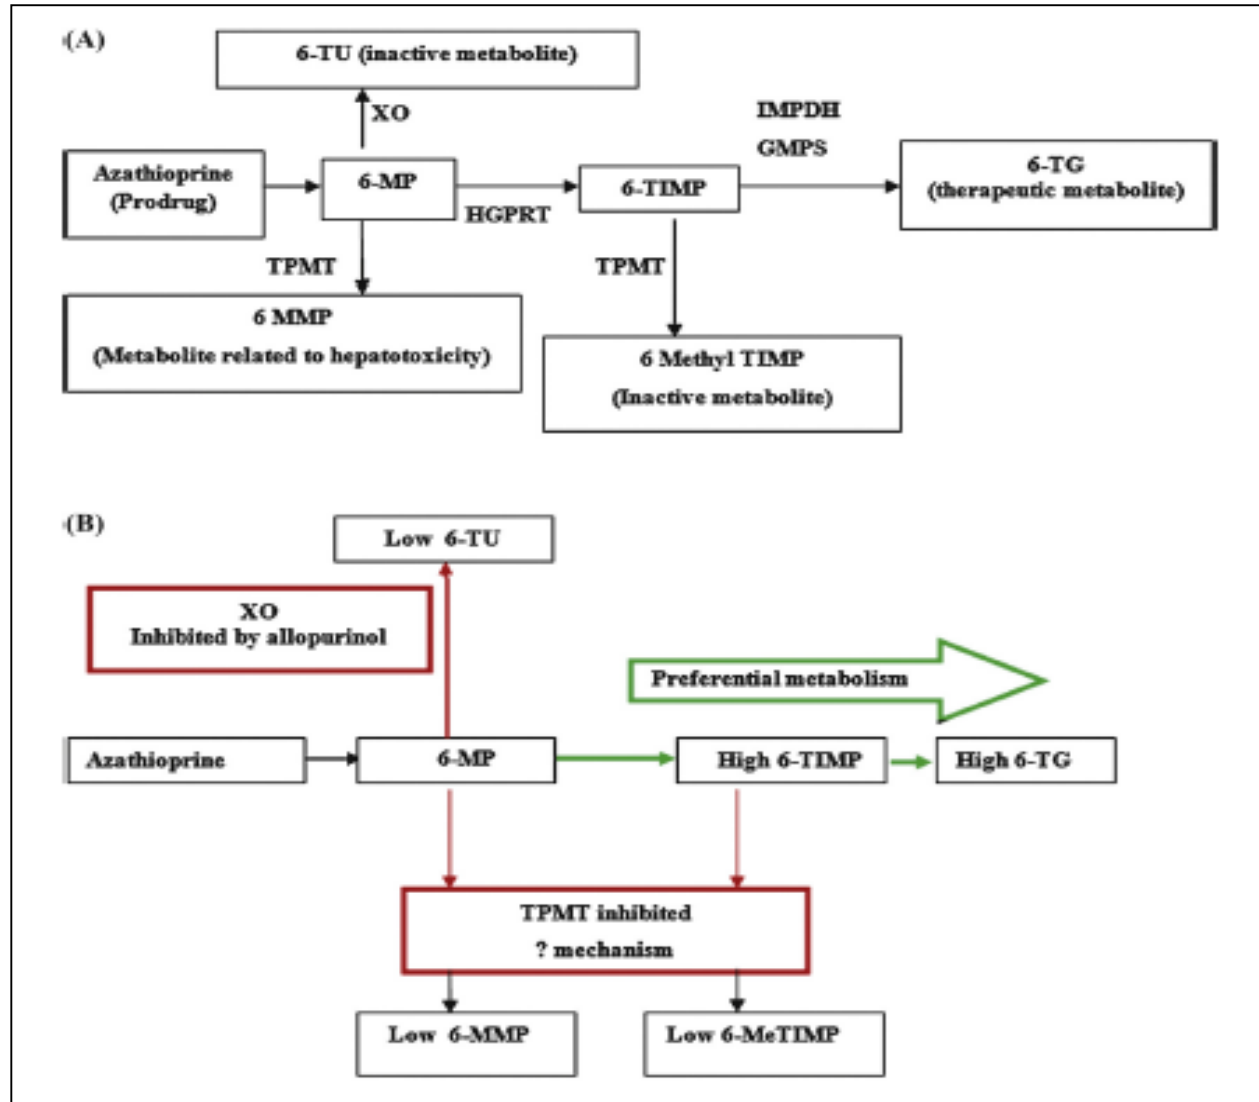 (A)
6-TU (inactive metabolite)
XO
IMPDH
GMPS
Azathioprine
(Prodrug)
6-MP
HGPRT
6-TIMP
6-TG
(therapeutic metabolite)
TPMT
TPMT
6 MMP
(Metabolite related to hepatotoxicity)
6 Methyl TIMP
(Inactive metabolite)
(B)
Low 6-TU
XO
Inhibited by allopurinol
Preferential metabolism
Azathioprine
6-MP
High 6-TIMP
High 6-TG
TPMT inhibited
? mechanism
Low 6-MMP
Low 6-MeTIMP